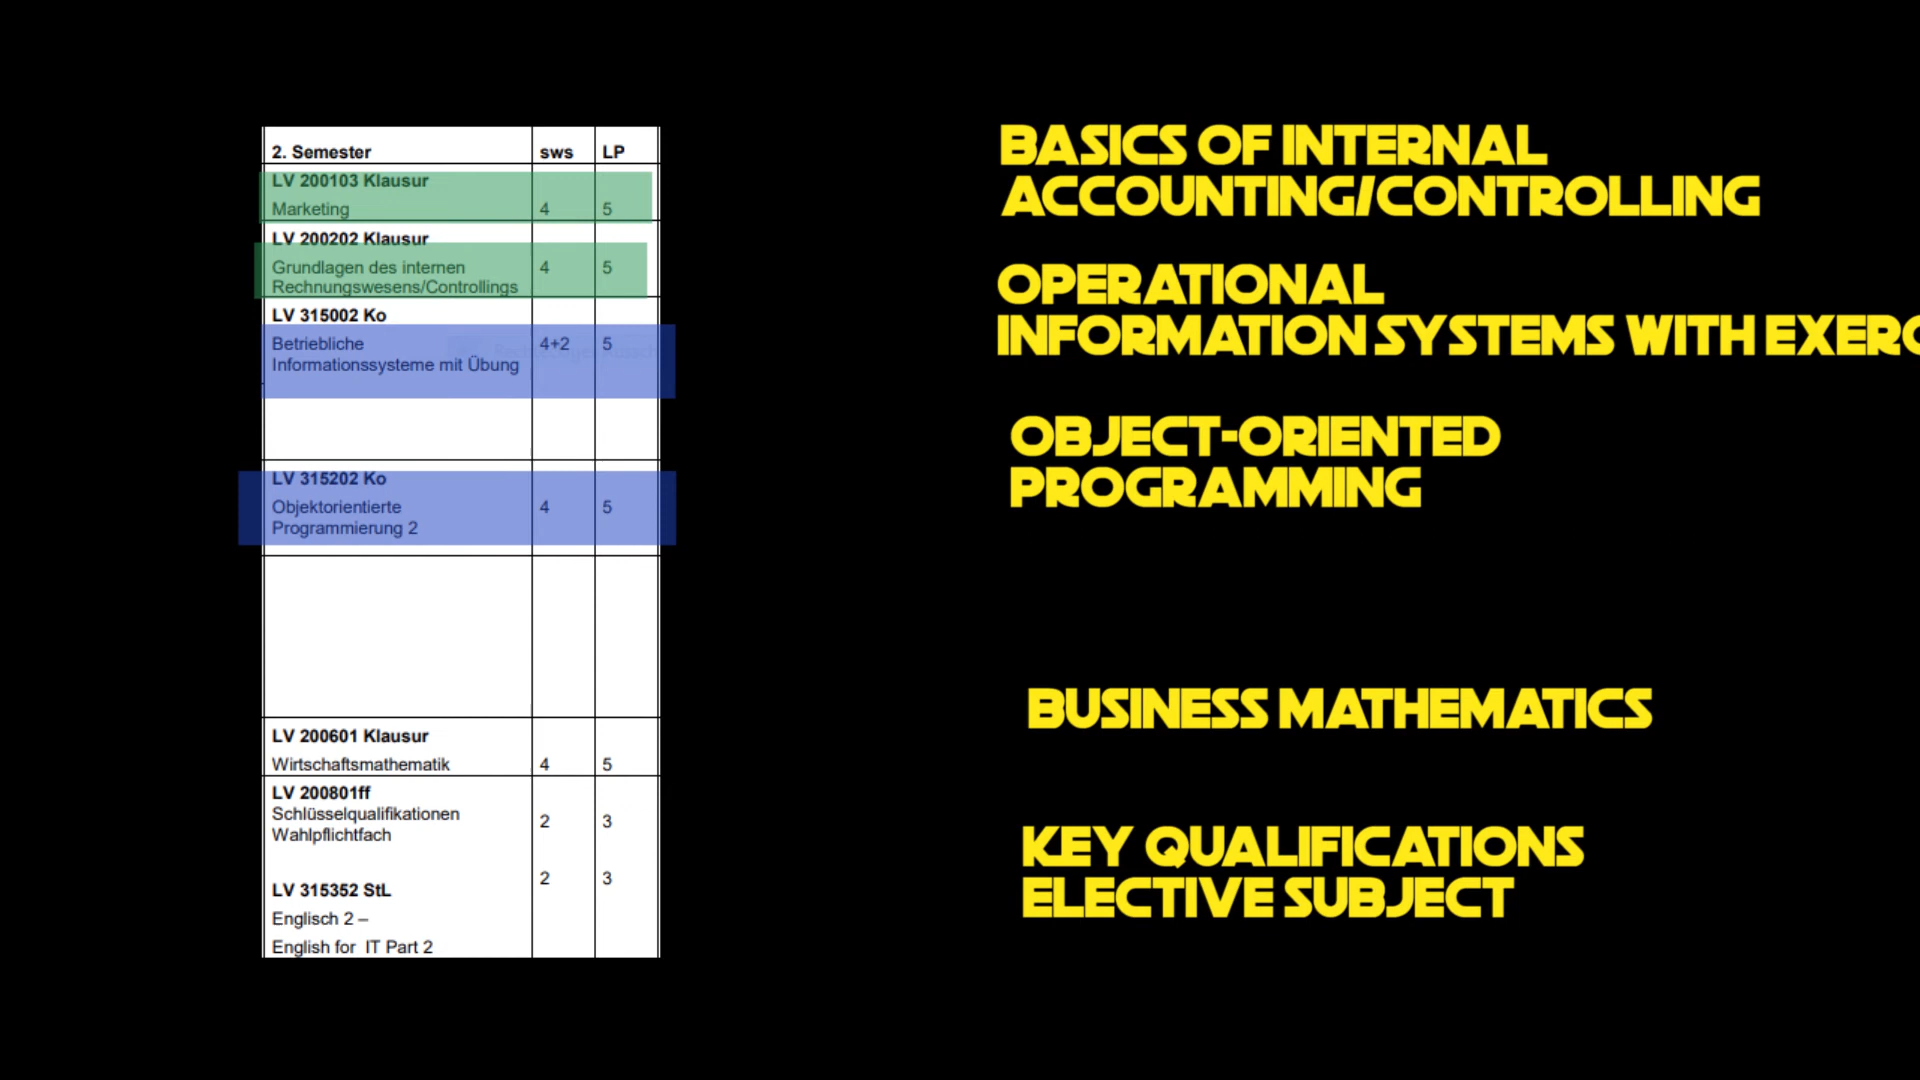 2. Semester sws LP
LV 200103 Klausur
Marketing 4 5
LV 200202 Klausur
Grundlagen des internen 4 5
Rechnungswesens/Controllings
LV 315002 Ko
Betriebliche 4+2 5
Informationssysteme mit Übung
LV 315202 Ko
Objektorientierte 4 5
Programmierung 2
LV 200601 Klausur
Wirtschaftsmathematik 4 5
LV 200801ff
Schlüsselqualifikationen 2 3
Wahlpflichtfach
2 3
LV 315352 StL
Englisch 2 –
English for IT Part 2
BASICS OF INTERNAL
ACCOUNTING/CONTROLLING
OPERATIONAL
INFORMATION SYSTEMS WITH EXERC
OBJECT-ORIENTED
PROGRAMMING
BUSINESS MATHEMATICS
KEY QUALIFICATIONS
ELECTIVE SUBJECT